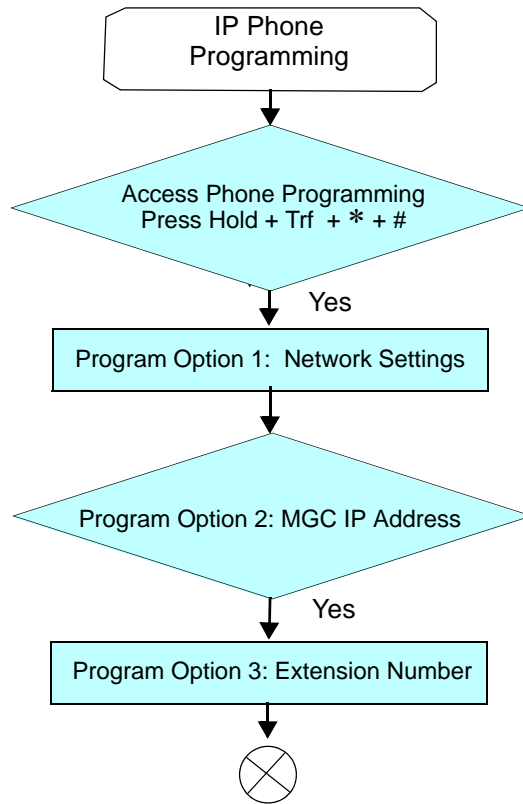 IP Phone
Programming
Access Phone Programming
Press Hold + Trf + * + #
Yes
Program Option 1: Network Settings
Program Option 2: MGC IP Address
Yes
Program Option 3: Extension Number